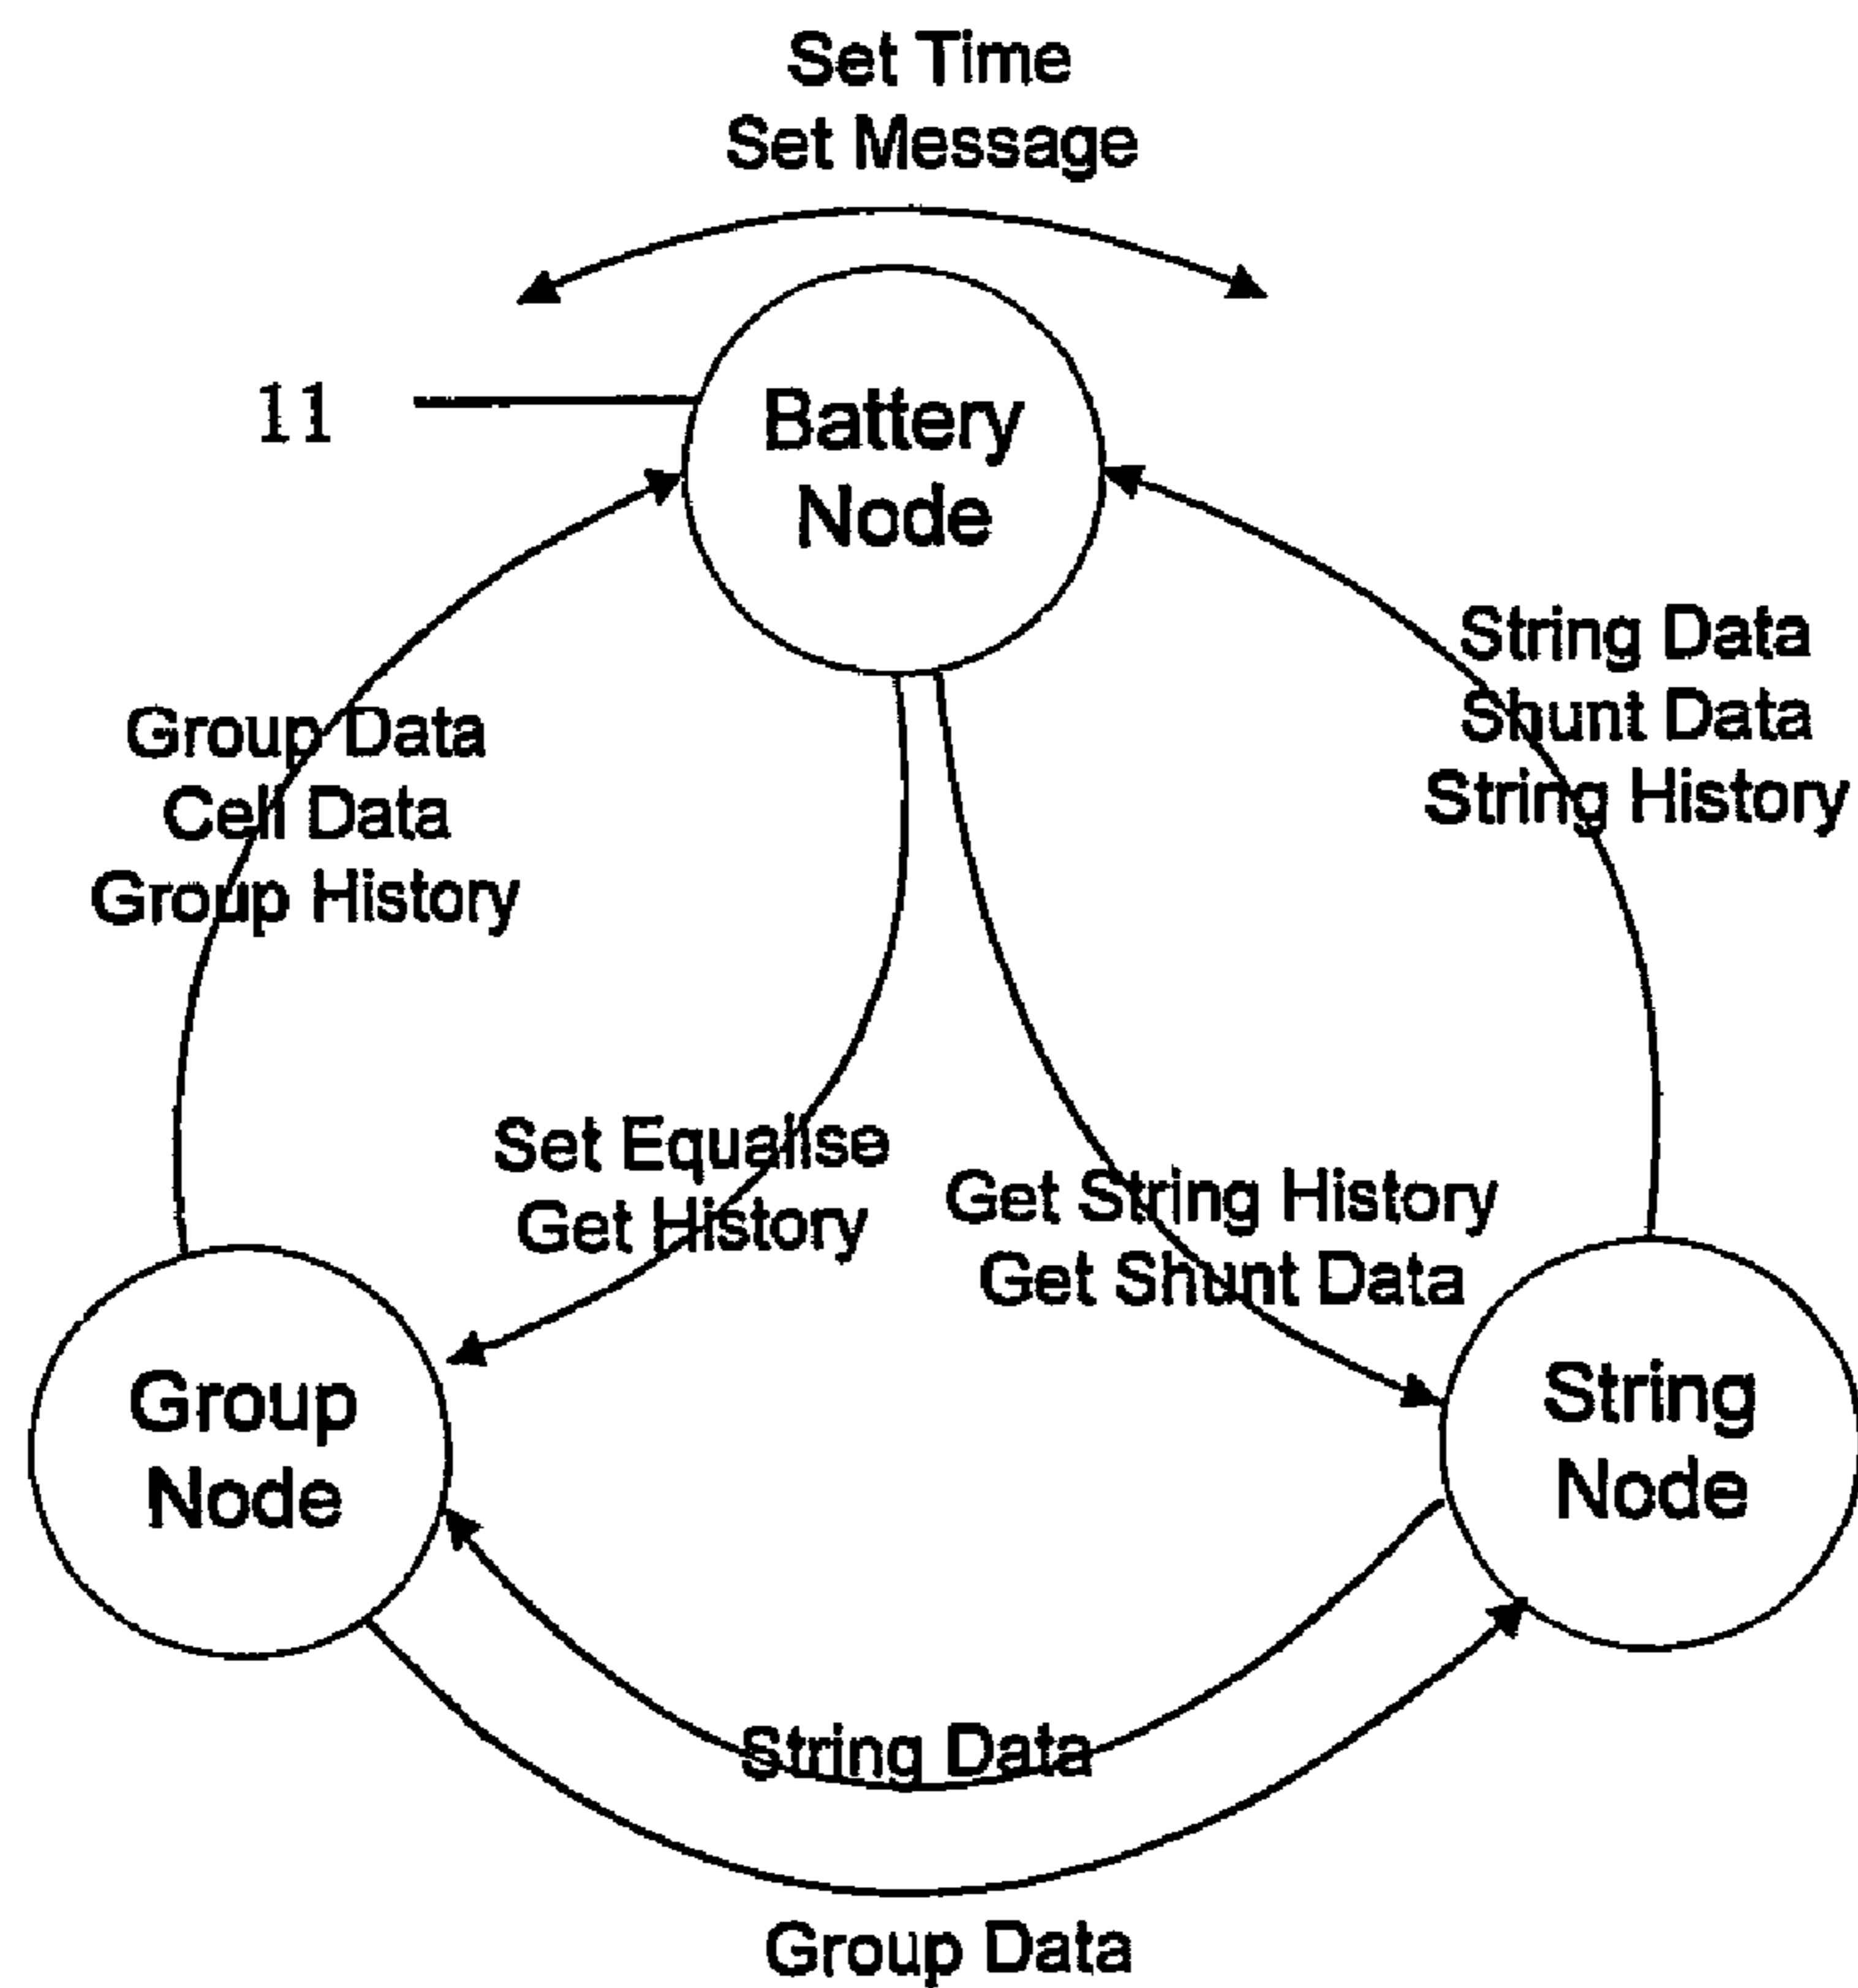 Set Time
Set Message
11
Battery
Node
String Data
Shunt Data
String History
Group Data
Cell Data
Group History
Set Equalise
Get History
Get String History
Get Shunt Data
Group
Node
String
Node
String Data
Group Data